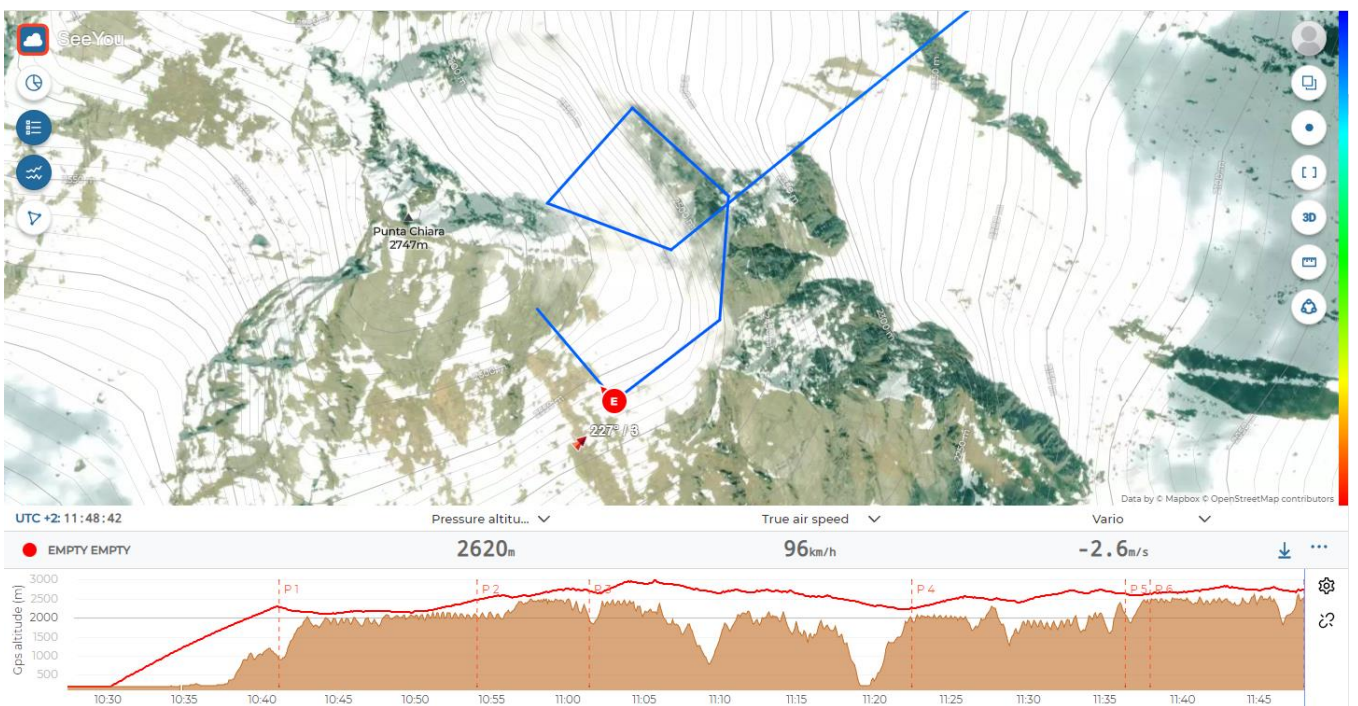 SeeYou
Punta Chiara
2747m
3D
E
227° / 3
Data by © Mapbox © OpenStreetMap contributors
UTC +2: 11:48:42
Pressure altitu...
True air speed
Vario
EMPTY EMPTY
2620m
96km/h
-2.6m/s
Gps altitude (m)
3000
2000
1500
1000
500
P1
P2
P3
P4
P5
P6
10:30 10:35 10:40 10:45 10:50 10:55 11:00 11:05 11:10 11:15 11:20 11:25 11:30 11:35 11:40 11:45